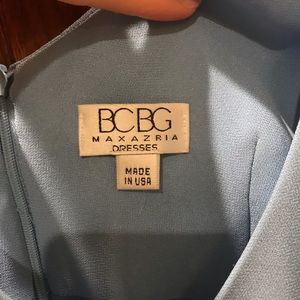 BCBG
MAXAZRIA
DRESSES
MADE
IN USA